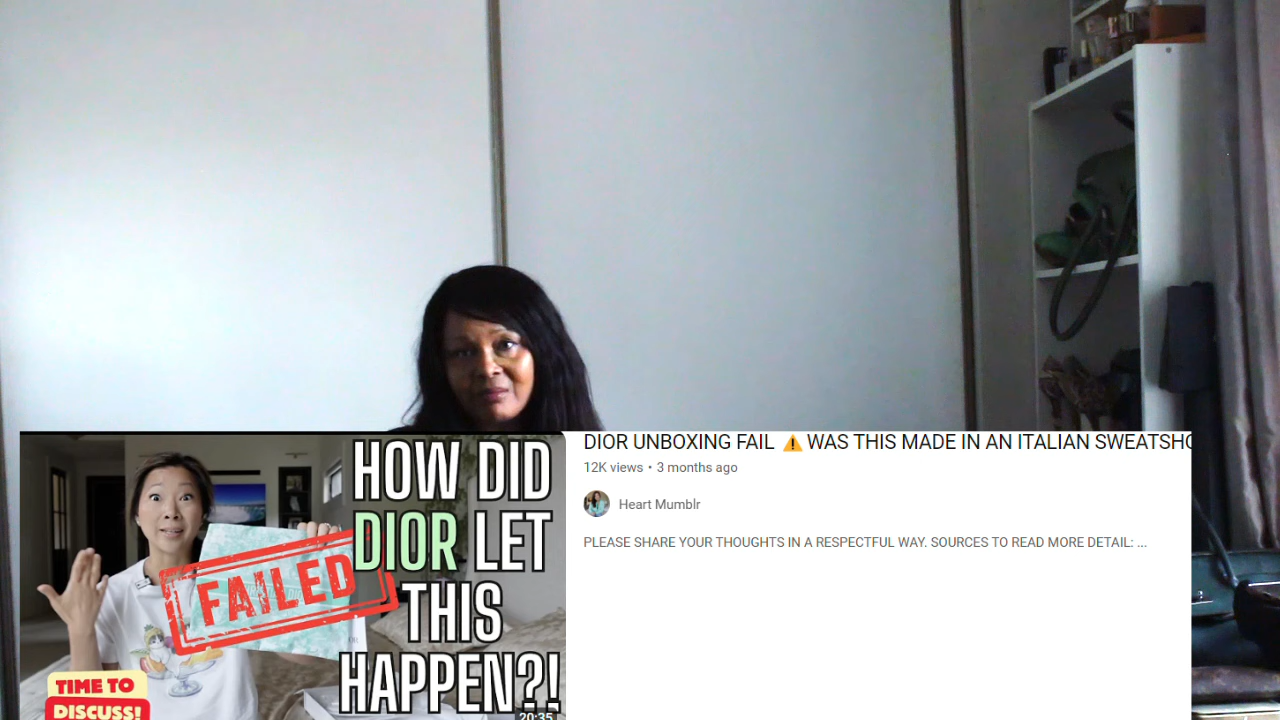 HOW DID
DIOR LET
THIS
HAPPEN?!
FAILED
TIME TO
DISCUSS!
20:35
DIOR UNBOXING FAIL ⚠️ WAS THIS MADE IN AN ITALIAN SWEATSHO
12K views • 3 months ago
Heart Mumblr
PLEASE SHARE YOUR THOUGHTS IN A RESPECTFUL WAY. SOURCES TO READ MORE DETAIL: ...